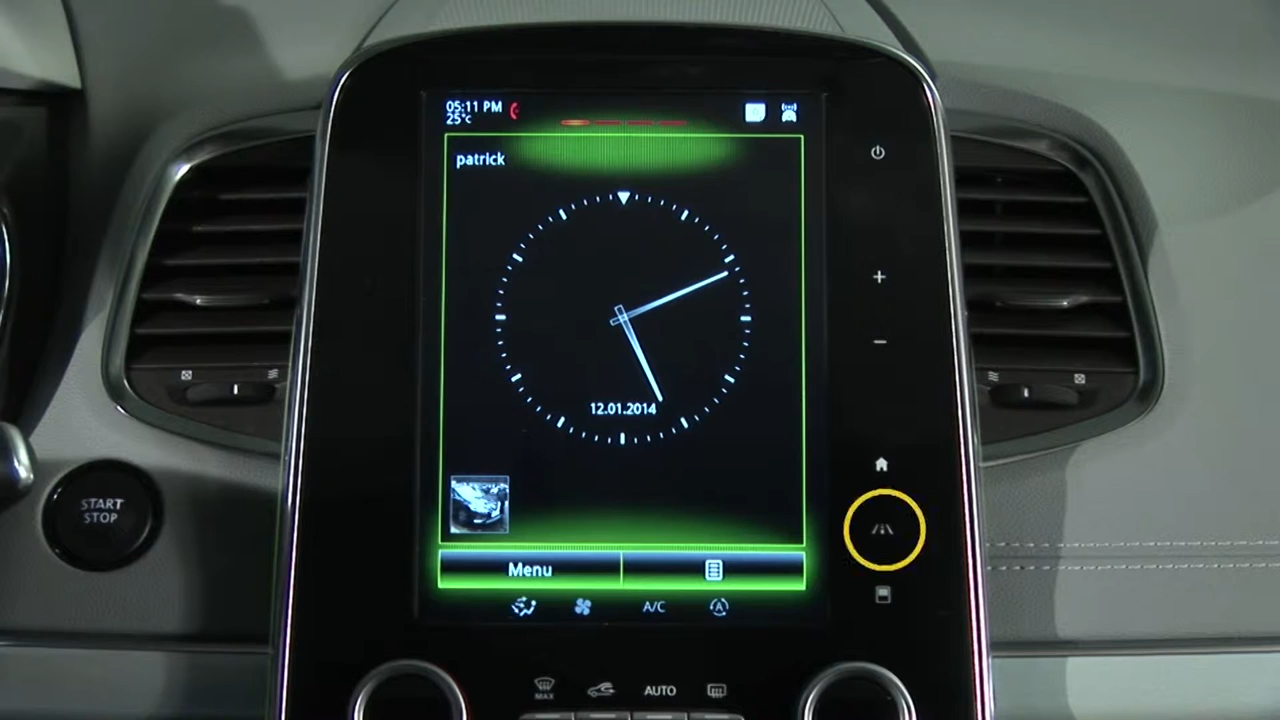 05:11 PM
25°c
patrick
12.01.2014
START
STOP
Menu
A/C
MAX
AUTO